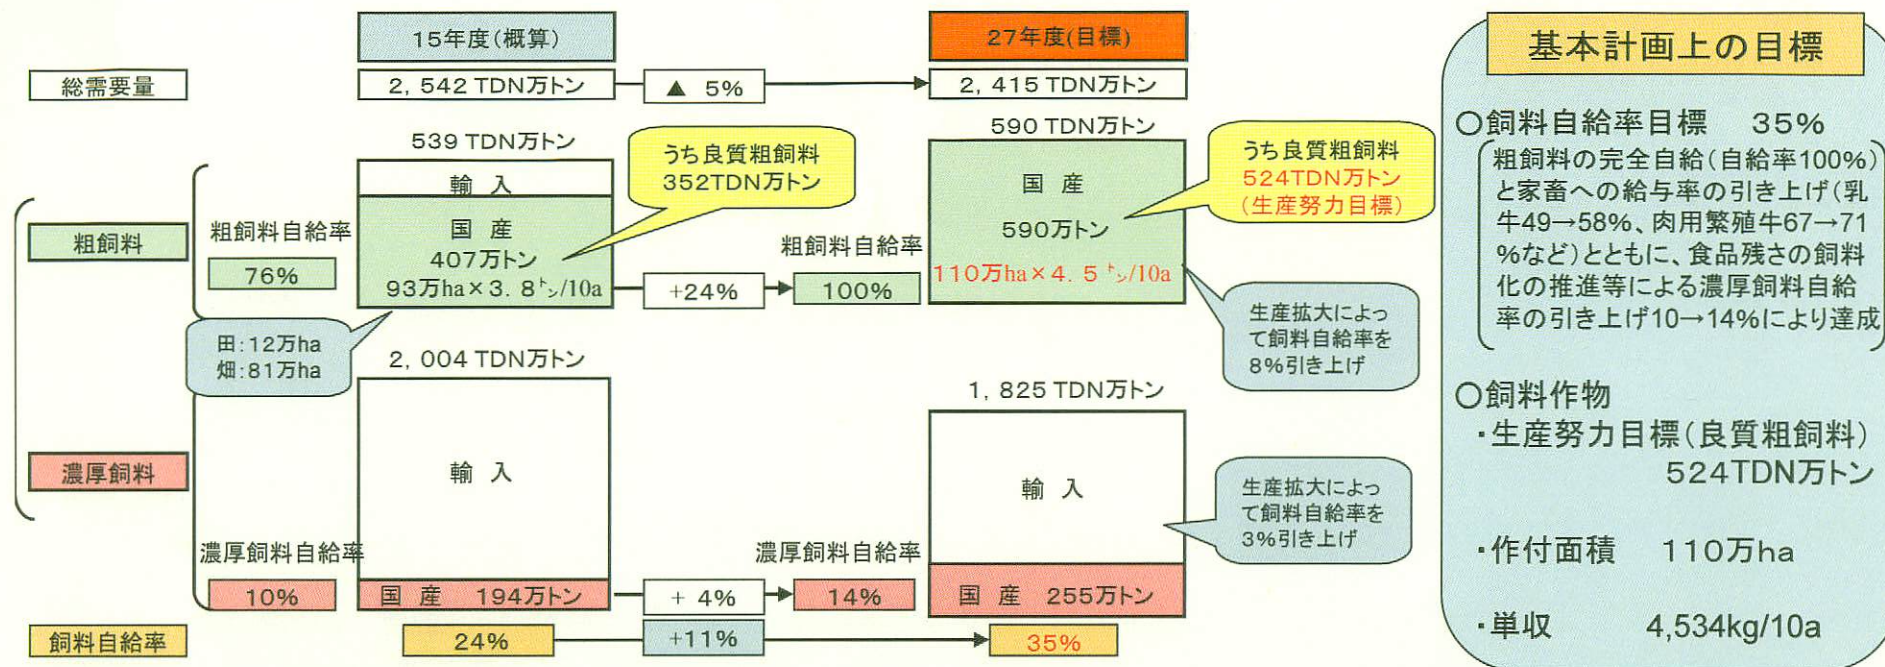 15年度(概算)
27年度(目標)
総需要量
2,542 TDN万トン
▲ 5%
2,415 TDN万トン
539 TDN万トン
590 TDN万トン
粗飼料
粗飼料自給率
76%
輸 入
国 産
407万トン
93万ha×3.8㌧/10a
うち良質粗飼料
352TDN万トン
田:12万ha
畑:81万ha
+24%
粗飼料自給率
100%
国 産
590万トン
110万ha×4.5㌧/10a
うち良質粗飼料
524TDN万トン
(生産努力目標)
生産拡大によっ
て飼料自給率を
8%引き上げ
2,004 TDN万トン
1,825 TDN万トン
濃厚飼料
濃厚飼料自給率
10%
輸 入
国 産 194万トン
+ 4%
濃厚飼料自給率
14%
輸 入
国 産 255万トン
生産拡大によっ
て飼料自給率を
3%引き上げ
飼料自給率
24%
+11%
35%
基本計画上の目標
○飼料自給率目標 35%
粗飼料の完全自給(自給率100%)
と家畜への給与率の引き上げ(乳
牛49→58%、肉用繁殖牛67→71
%など)とともに、食品残さの飼料
化の推進等による濃厚飼料自給
率の引き上げ10→14%により達成
○飼料作物
・生産努力目標(良質粗飼料)
524TDN万トン
・作付面積 110万ha
・単収 4,534kg/10a